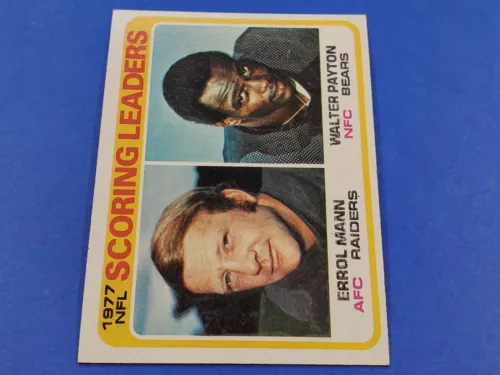 1977
NFL
SCORING LEADERS
ERROL MANN
AFC RAIDERS
WALTER PAYTON
NFC BEARS